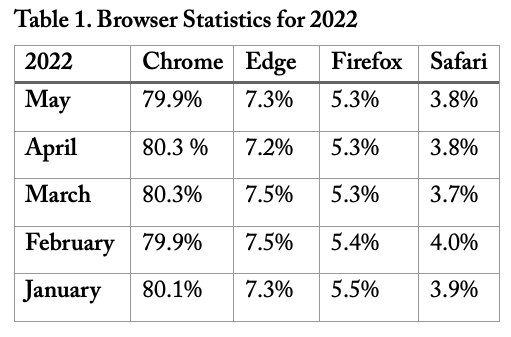 Table 1. Browser Statistics for 2022
2022 Chrome Edge Firefox Safari
May 79.9% 7.3% 5.3% 3.8%
April 80.3 % 7.2% 5.3% 3.8%
March 80.3% 7.5% 5.3% 3.7%
February 79.9% 7.5% 5.4% 4.0%
January 80.1% 7.3% 5.5% 3.9%